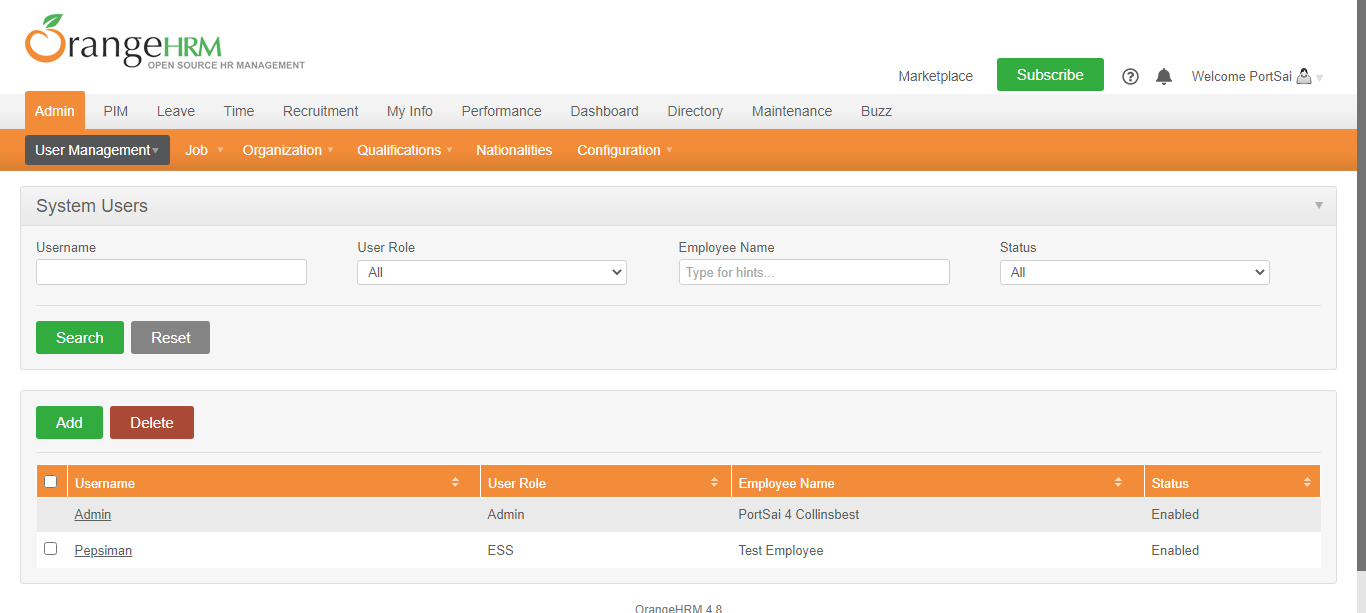 OrangeHRM
OPEN SOURCE HR MANAGEMENT
Marketplace Subscribe Welcome PortSai
Admin PIM Leave Time Recruitment My Info Performance Dashboard Directory Maintenance Buzz
User Management Job Organization Qualifications Nationalities Configuration
System Users
Username User Role Employee Name Status
All Type for hints... All
Search Reset
Add Delete
Username User Role Employee Name Status
Admin Admin PortSai 4 Collinsbest Enabled
Pepsiman ESS Test Employee Enabled
OrangeHRM 4.8